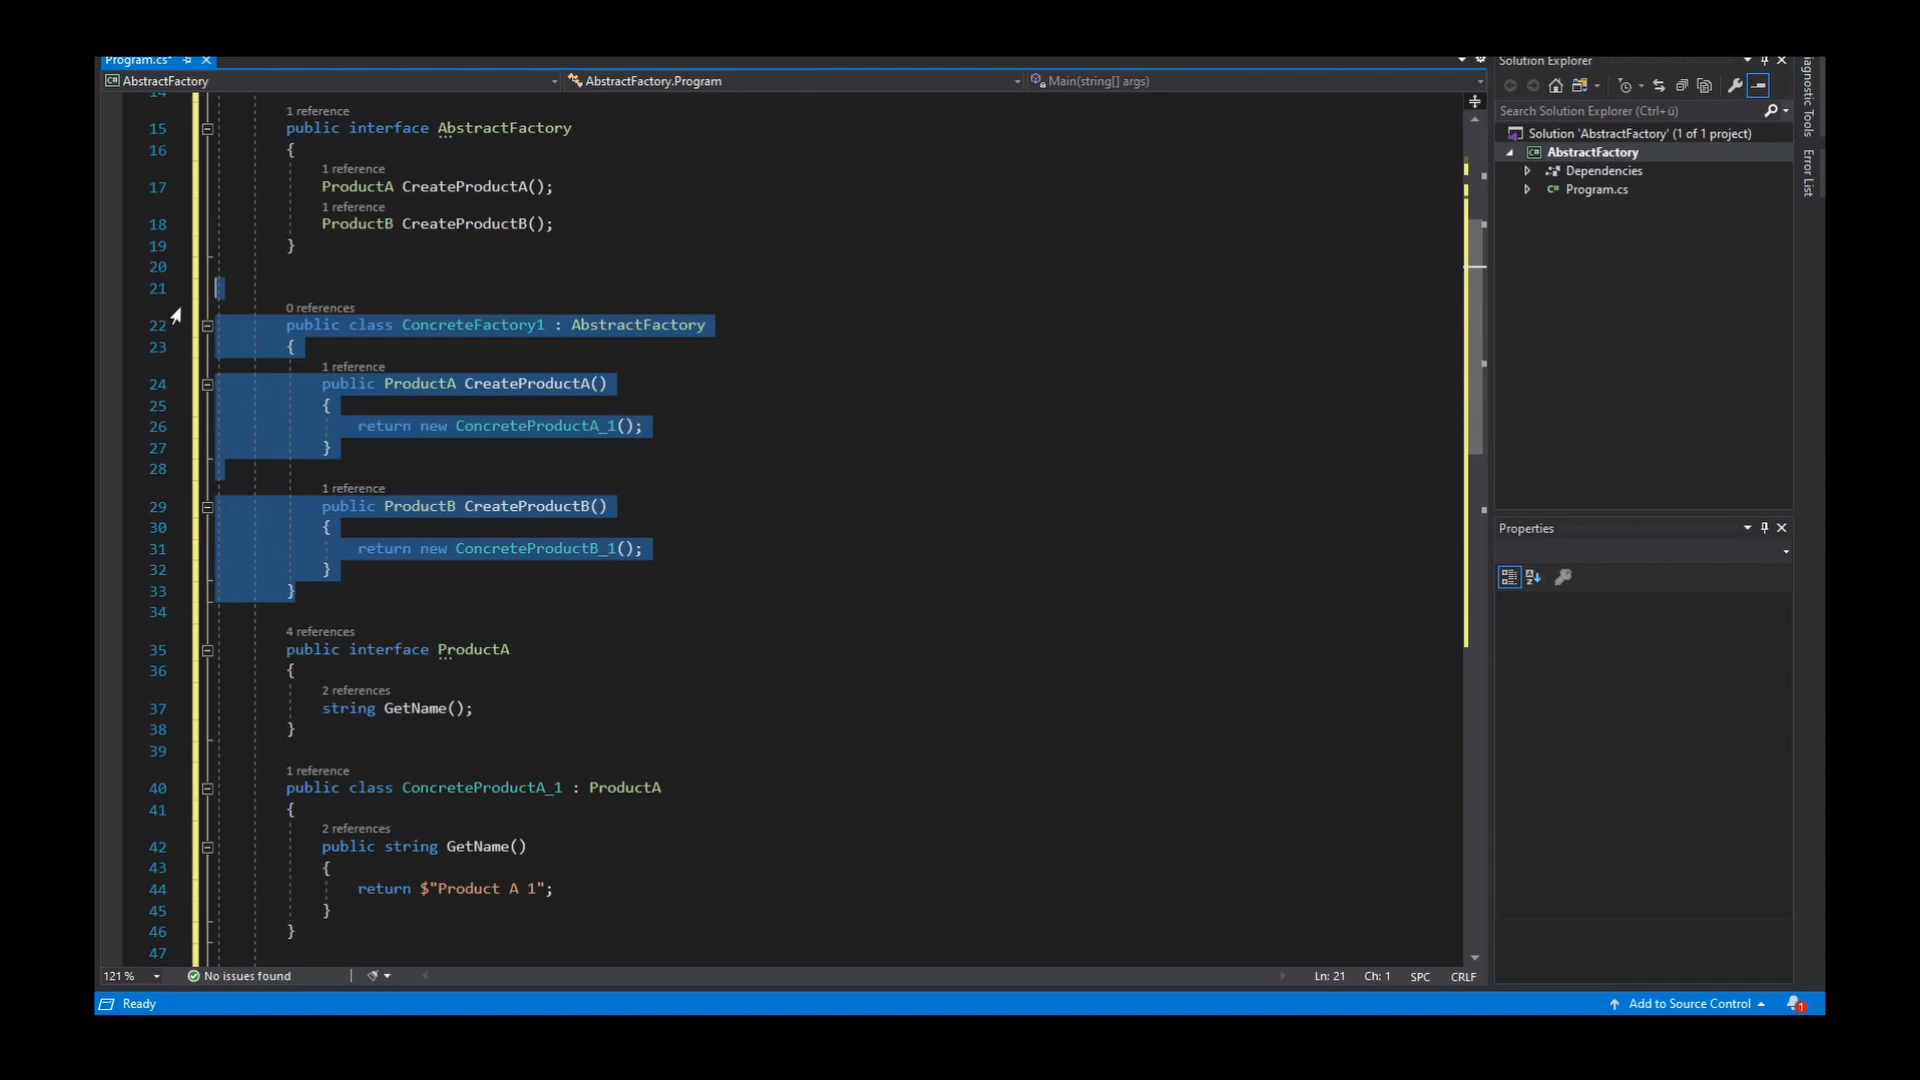 Program.cs*
Solution Explorer
AbstractFactory
AbstractFactory.Program
Main(string[] args)
Search Solution Explorer (Ctrl+ü)
Solution 'AbstractFactory' (1 of 1 project)
AbstractFactory
Dependencies
Program.cs
Diagnostic Tools
Error List
14
1 reference
15 public interface AbstractFactory
16 {
1 reference
17 ProductA CreateProductA();
1 reference
18 ProductB CreateProductB();
19 }
20
21
0 references
22 public class ConcreteFactory1 : AbstractFactory
23 {
1 reference
24 public ProductA CreateProductA()
25 {
26 return new ConcreteProductA_1();
27 }
28
1 reference
29 public ProductB CreateProductB()
30 {
31 return new ConcreteProductB_1();
32 }
33 }
34
4 references
35 public interface ProductA
36 {
2 references
37 string GetName();
38 }
39
1 reference
40 public class ConcreteProductA_1 : ProductA
41 {
2 references
42 public string GetName()
43 {
44 return $"Product A 1";
45 }
46 }
47
Properties
121 %
No issues found
Ln: 21 Ch: 1 SPC CRLF
Ready
Add to Source Control
1